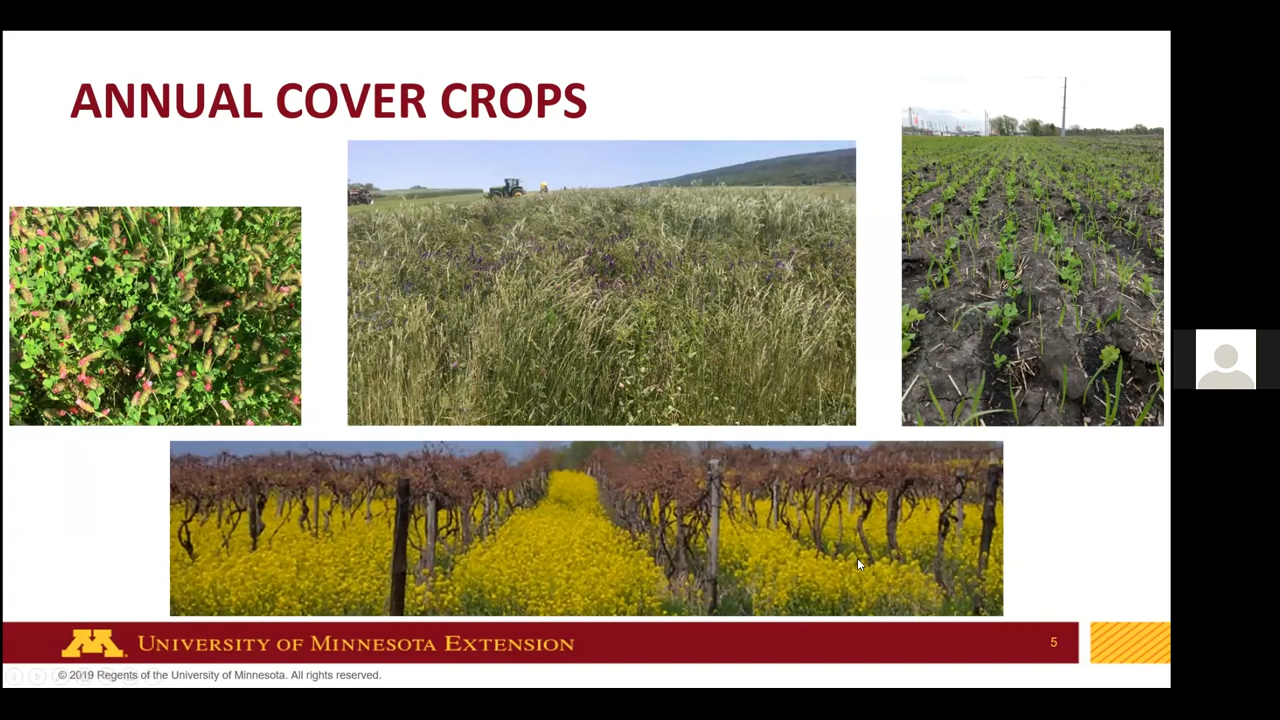 ANNUAL COVER CROPS
UNIVERSITY OF MINNESOTA EXTENSION
5
© 2019 Regents of the University of Minnesota. All rights reserved.